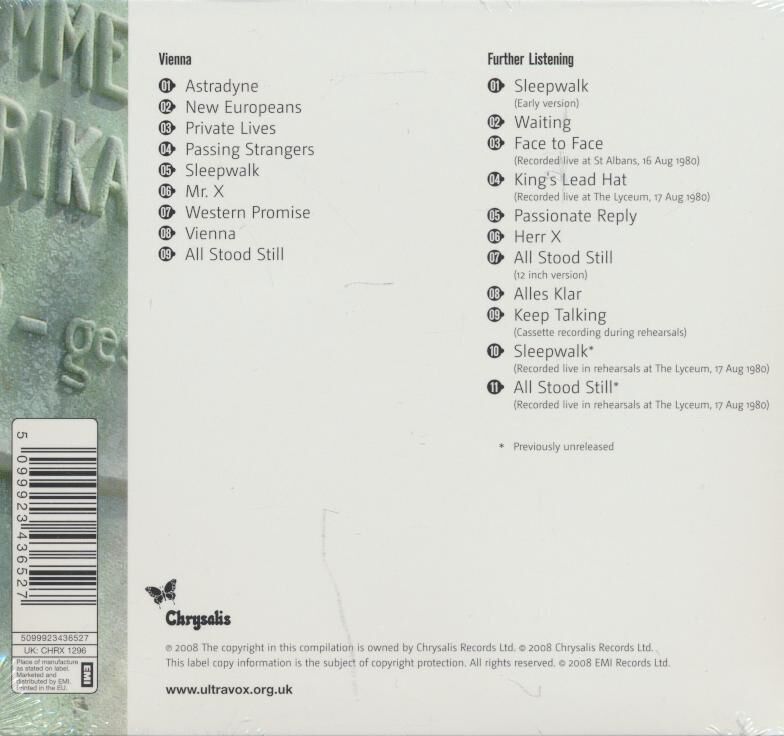 MME
RIKA
- ges
Vienna
01 Astradyne
02 New Europeans
03 Private Lives
04 Passing Strangers
05 Sleepwalk
06 Mr. X
07 Western Promise
08 Vienna
09 All Stood Still
Further Listening
01 Sleepwalk
(Early version)
02 Waiting
03 Face to Face
(Recorded live at St Albans, 16 Aug 1980)
04 King's Lead Hat
(Recorded live at The Lyceum, 17 Aug 1980)
05 Passionate Reply
06 Herr X
07 All Stood Still
(12 inch version)
08 Alles Klar
09 Keep Talking
(Cassette recording during rehearsals)
10 Sleepwalk*
(Recorded live in rehearsals at The Lyceum, 17 Aug 1980)
11 All Stood Still*
(Recorded live in rehearsals at The Lyceum, 17 Aug 1980)
* Previously unreleased
5 099923 436527
5099923436527
UK: CHRX 1296
Place of manufacture
as stated on label.
Marketed and
distributed by EMI.
Printed in the EU.
EMI
Chrysalis
℗ 2008 The copyright in this compilation is owned by Chrysalis Records Ltd. © 2008 Chrysalis Records Ltd.
This label copy information is the subject of copyright protection. All rights reserved. © 2008 EMI Records Ltd.
www.ultravox.org.uk